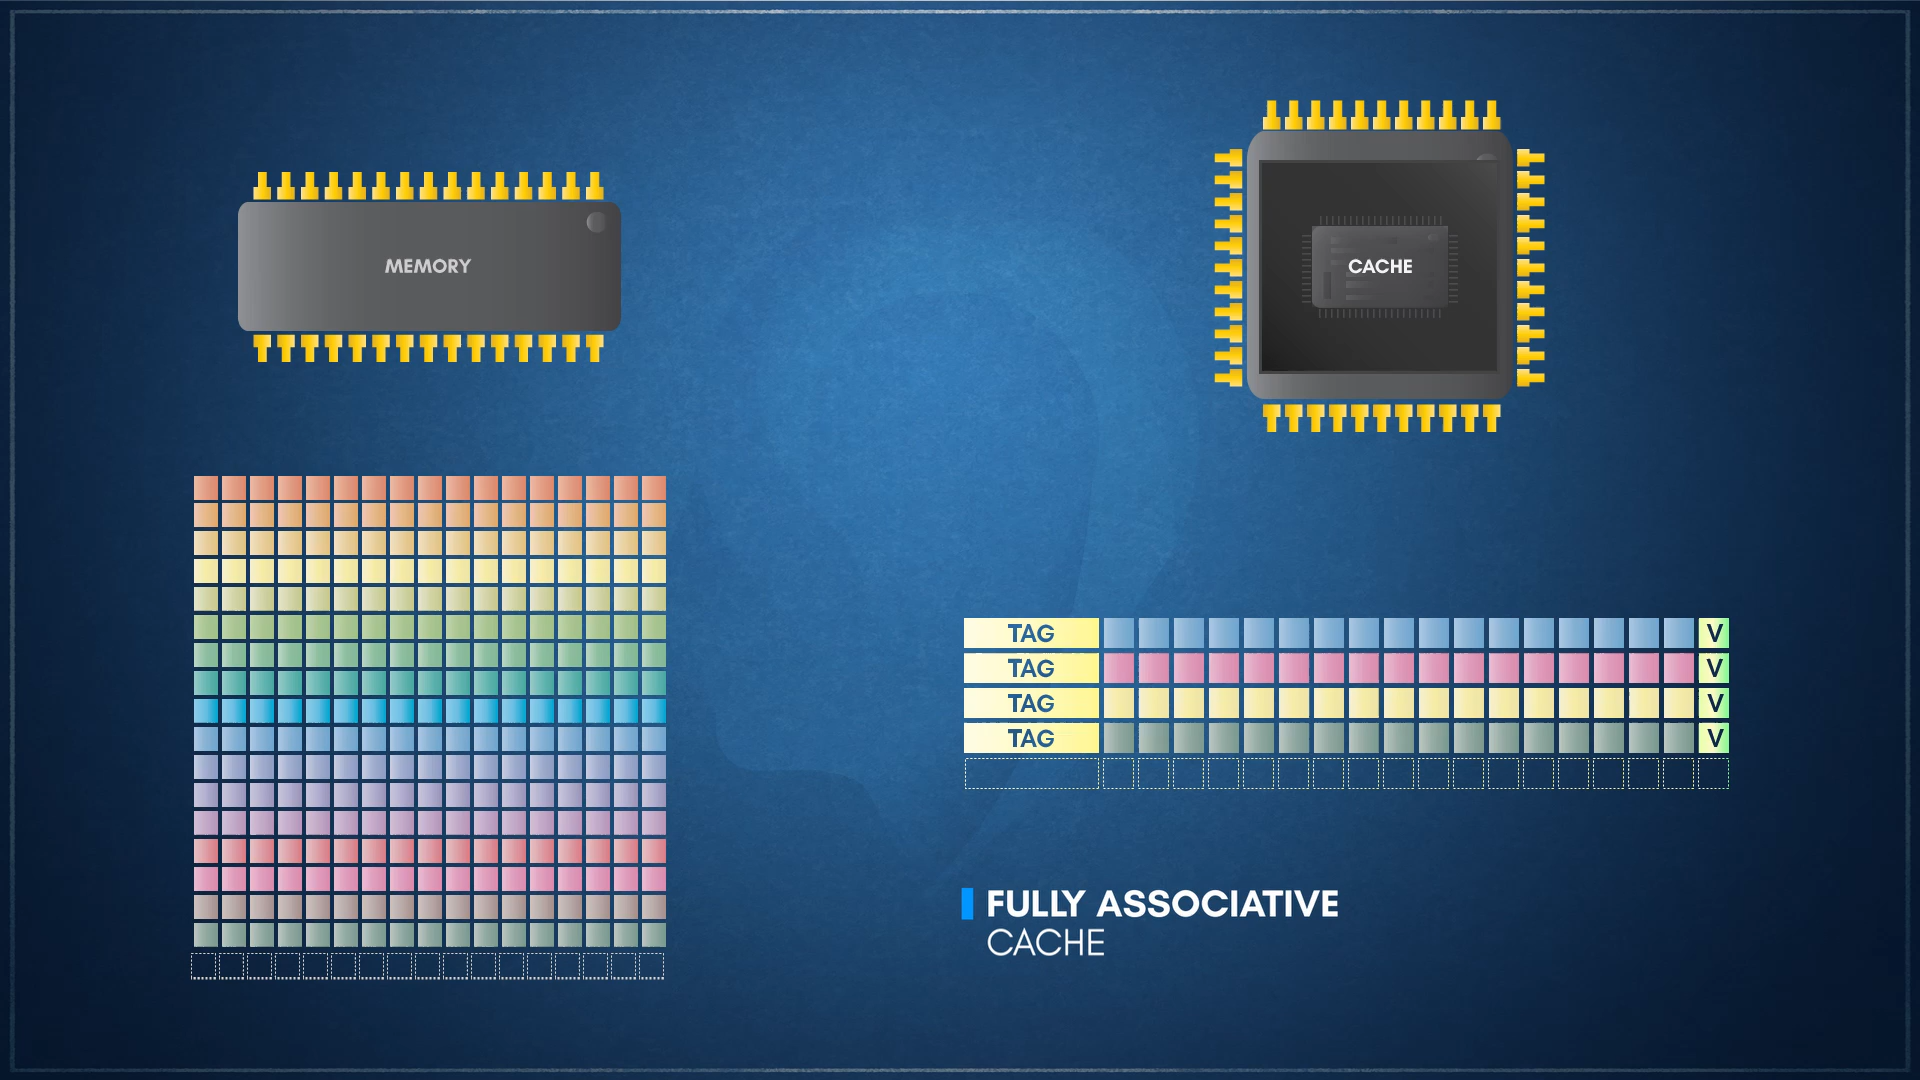 MEMORY
CACHE
TAG V
TAG V
TAG V
TAG V
FULLY ASSOCIATIVE
CACHE